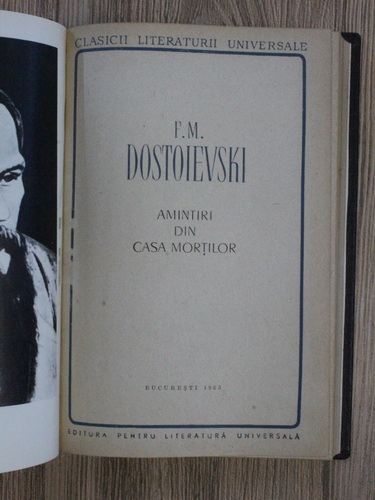 CLASICII LITERATURII UNIVERSALE
F. M.
DOSTOIEVSKI
AMINTIRI
DIN
CASA MORȚILOR
BUCUREȘTI
EDITURA PENTRU LITERATURĂ UNIVERSALĂ